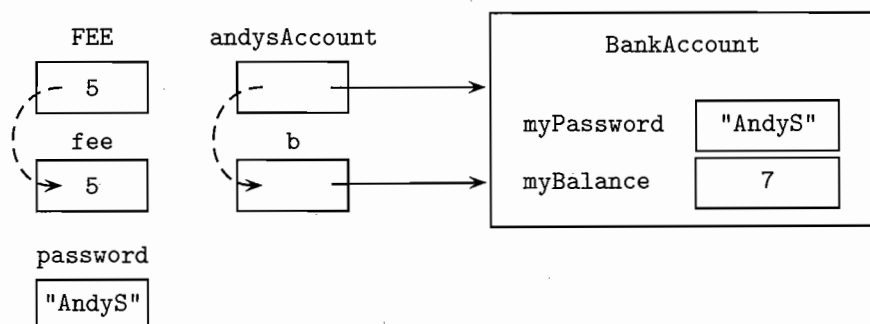 FEE andysAccount
BankAccount
5
myPassword "AndyS"
fee b
5
myBalance 7
password
"AndyS"